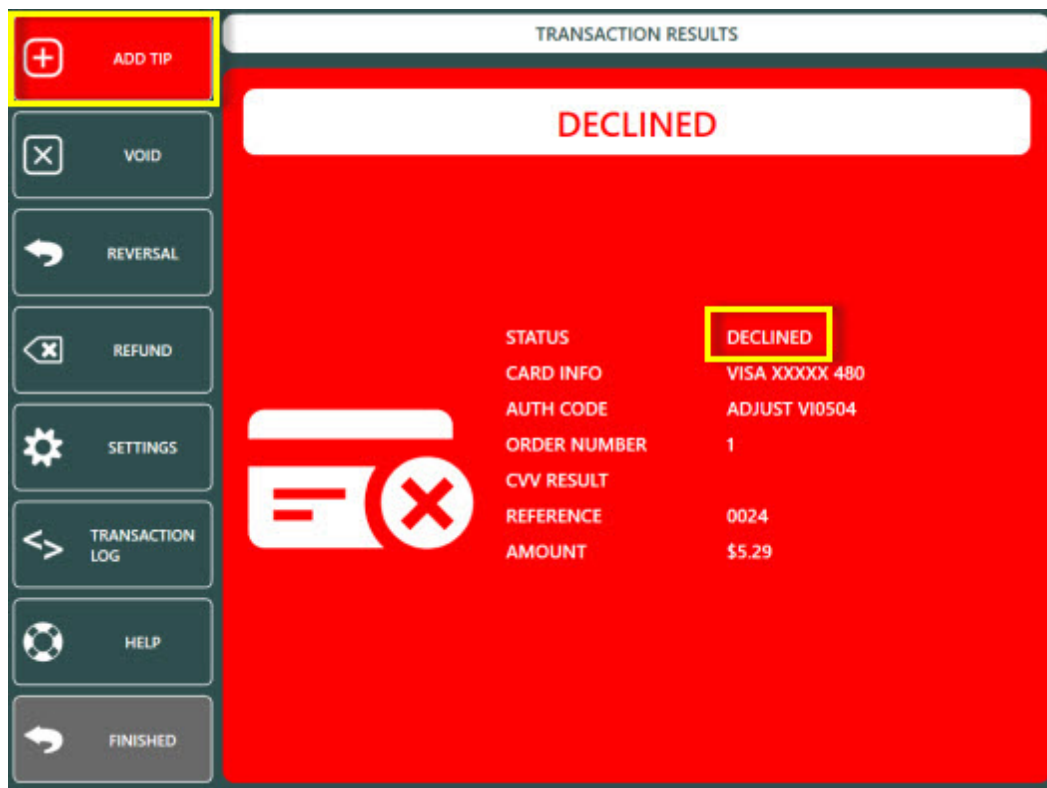 ADD TIP
VOID
REVERSAL
REFUND
SETTINGS
TRANSACTION
LOG
HELP
FINISHED
TRANSACTION RESULTS
DECLINED
STATUS DECLINED
CARD INFO VISA XXXXX 480
AUTH CODE ADJUST VI0504
ORDER NUMBER 1
CVV RESULT
REFERENCE 0024
AMOUNT $5.29